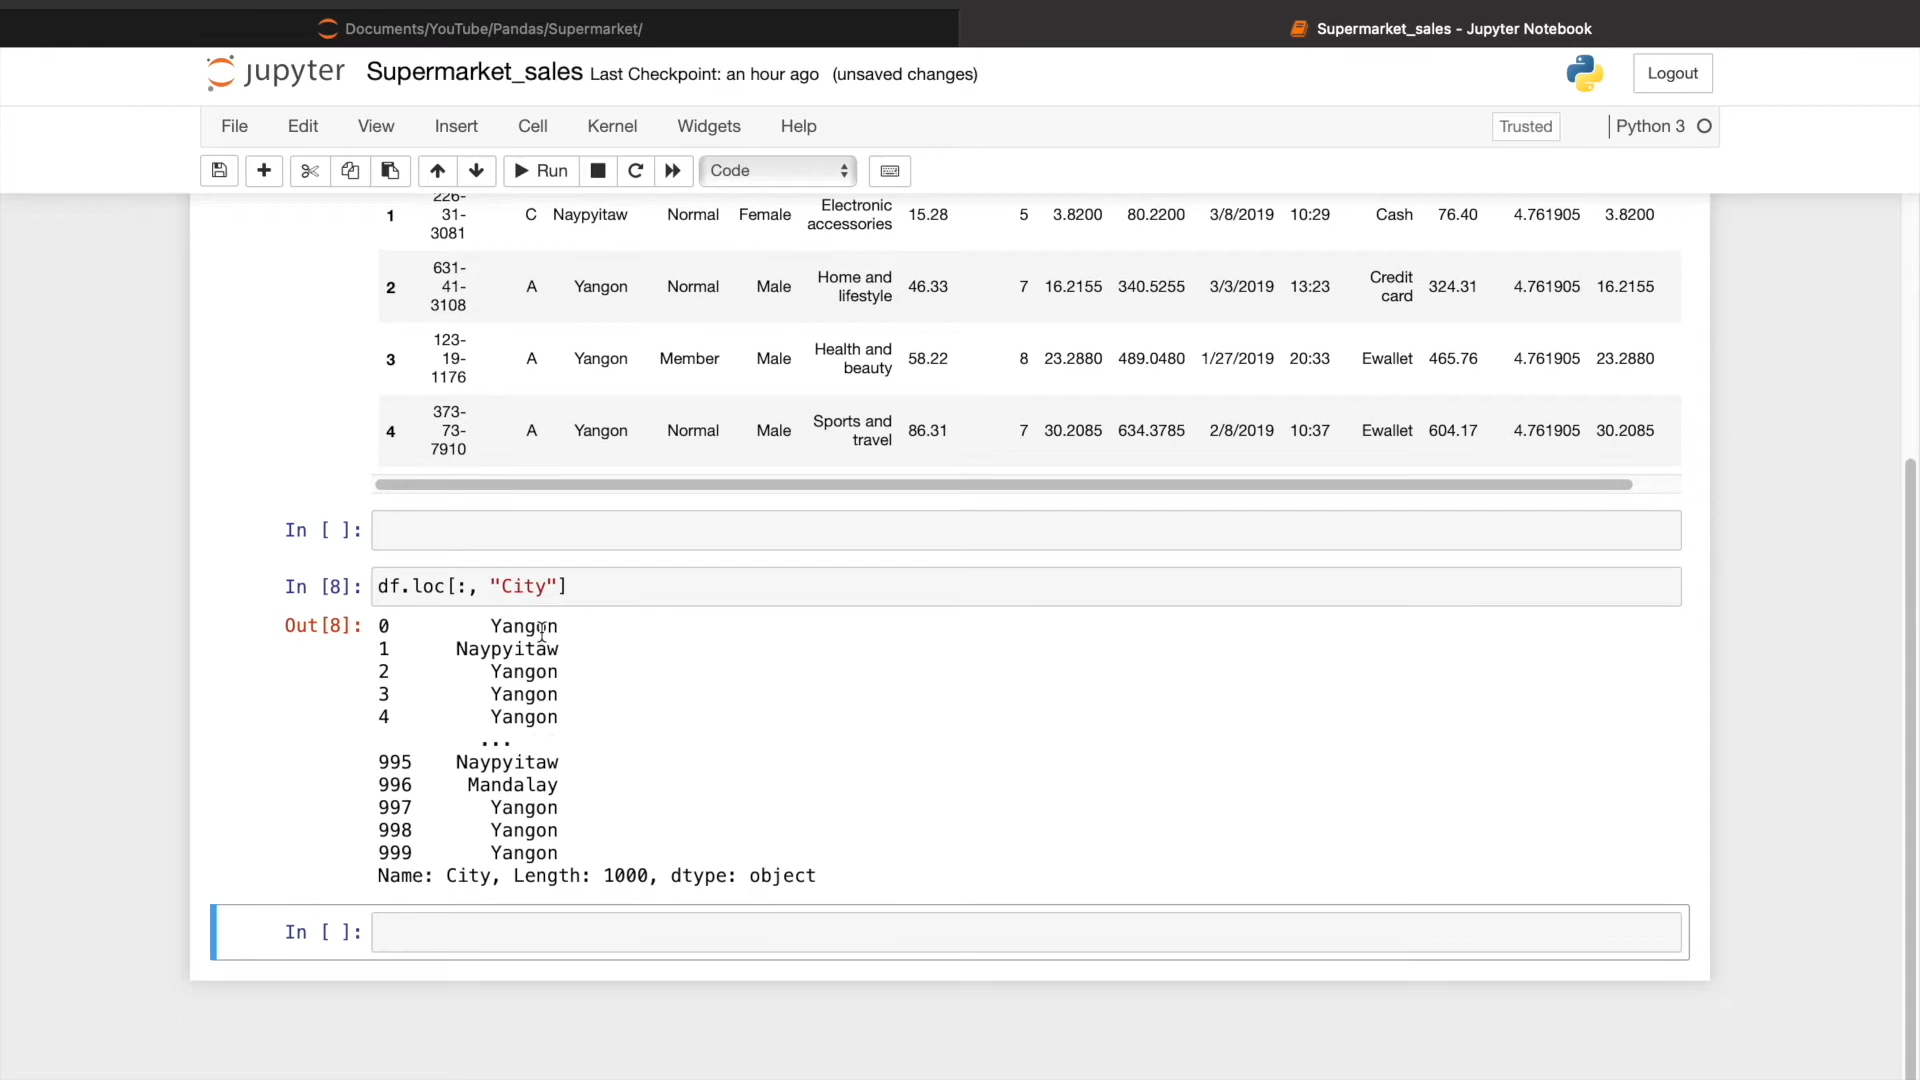 Documents/YouTube/Pandas/Supermarket/
Supermarket_sales - Jupyter Notebook
jupyter Supermarket_sales Last Checkpoint: an hour ago (unsaved changes)
Logout
File Edit View Insert Cell Kernel Widgets Help
Trusted
Python 3
Run
Code
226-
31-
3081
1 C Naypyitaw Normal Female Electronic accessories 15.28 5 3.8200 80.2200 3/8/2019 10:29 Cash 76.40 4.761905 3.8200
631-
41-
3108
2 A Yangon Normal Male Home and lifestyle 46.33 7 16.2155 340.5255 3/3/2019 13:23 Credit card 324.31 4.761905 16.2155
123-
19-
1176
3 A Yangon Member Male Health and beauty 58.22 8 23.2880 489.0480 1/27/2019 20:33 Ewallet 465.76 4.761905 23.2880
373-
73-
7910
4 A Yangon Normal Male Sports and travel 86.31 7 30.2085 634.3785 2/8/2019 10:37 Ewallet 604.17 4.761905 30.2085
In [ ]:
In [8]: df.loc[:, "City"]
Out[8]: 0 Yangon
1 Naypyitaw
2 Yangon
3 Yangon
4 Yangon
...
995 Naypyitaw
996 Mandalay
997 Yangon
998 Yangon
999 Yangon
Name: City, Length: 1000, dtype: object
In [ ]: